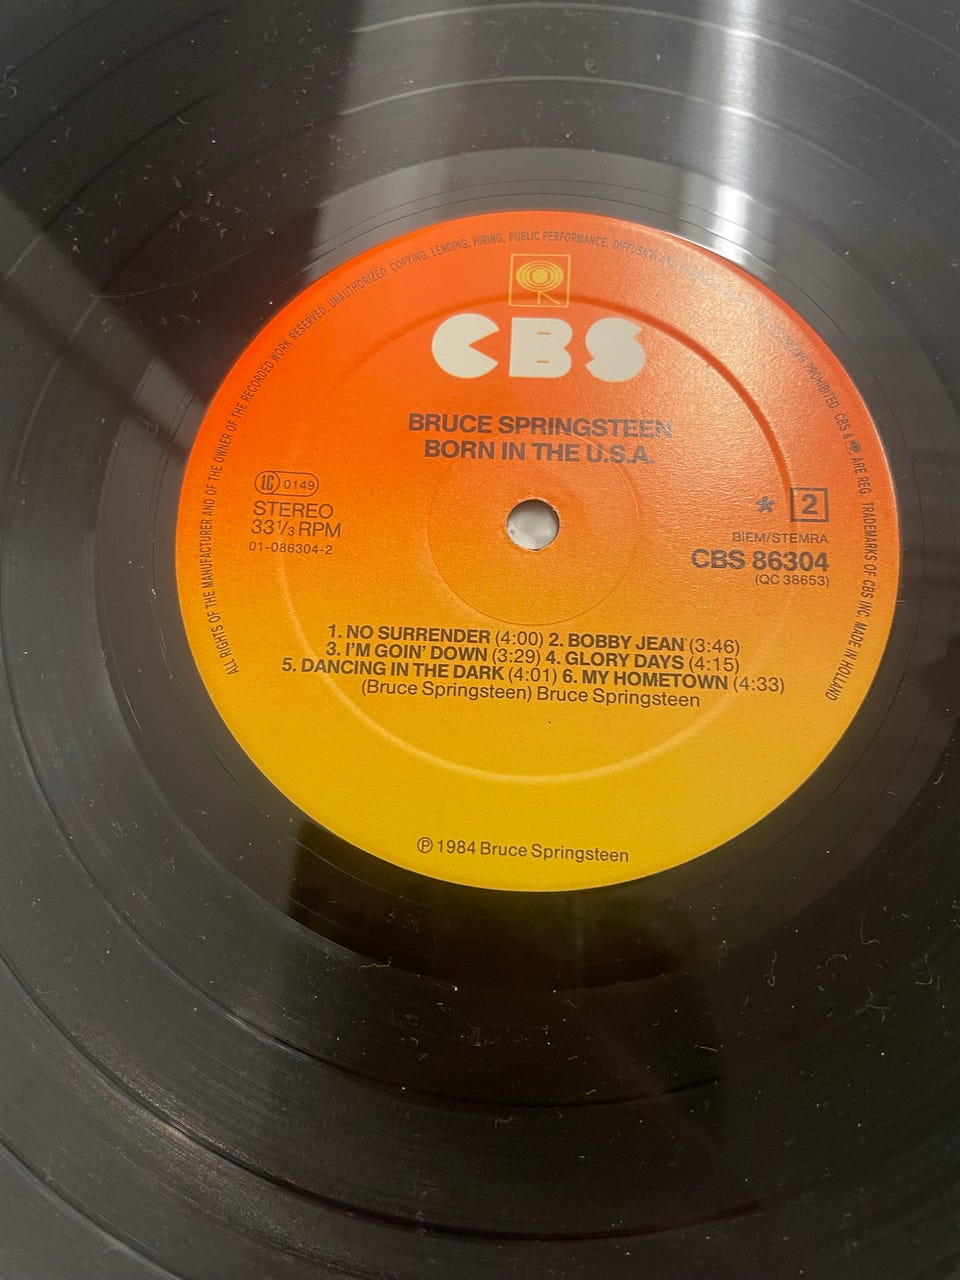 ALL RIGHTS OF THE MANUFACTURER AND OF THE OWNER OF THE RECORDED WORK RESERVED. UNAUTHORIZED COPYING, LENDING, HIRING, PUBLIC PERFORMANCE, DIFFUSION AND PROHIBITED. CBS & ARE REG. TRADEMARKS OF CBS INC. MADE IN HOLLAND
CBS
BRUCE SPRINGSTEEN
BORN IN THE U.S.A.
LC 0149
STEREO
33 1/3 RPM
01-086304-2
* 2
BIEM/STEMRA
CBS 86304
(QC 38653)
1. NO SURRENDER (4:00) 2. BOBBY JEAN (3:46)
3. I'M GOIN' DOWN (3:29) 4. GLORY DAYS (4:15)
5. DANCING IN THE DARK (4:01) 6. MY HOMETOWN (4:33)
(Bruce Springsteen) Bruce Springsteen
℗ 1984 Bruce Springsteen